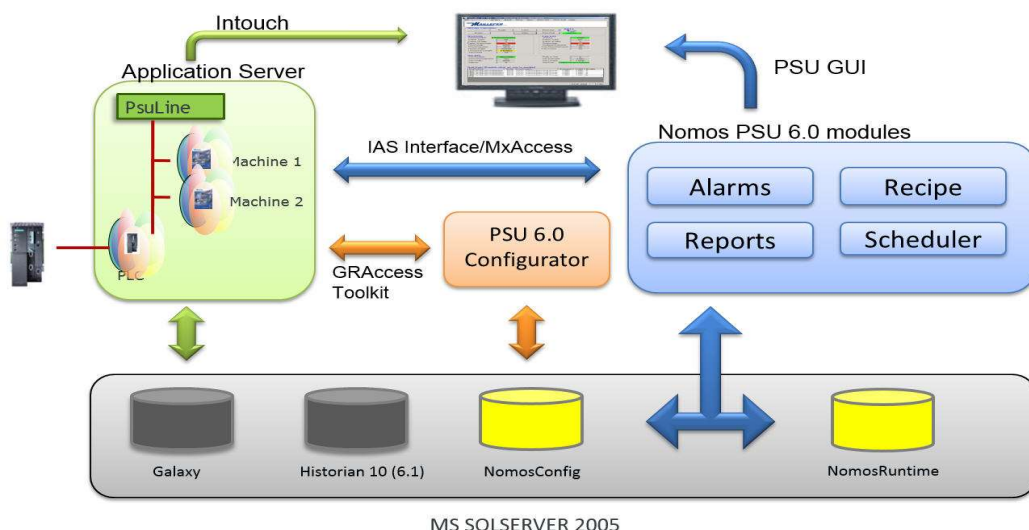 Intouch
Application Server
PsuLine
Machine 1
Machine 2
PLC
PSU GUI
Nomos PSU 6.0 modules
IAS Interface/MxAccess
Alarms
Recipe
Reports
Scheduler
PSU 6.0
Configurator
GRAccess
Toolkit
Galaxy
Historian 10 (6.1)
NomosConfig
NomosRuntime
MS SQLSERVER 2005